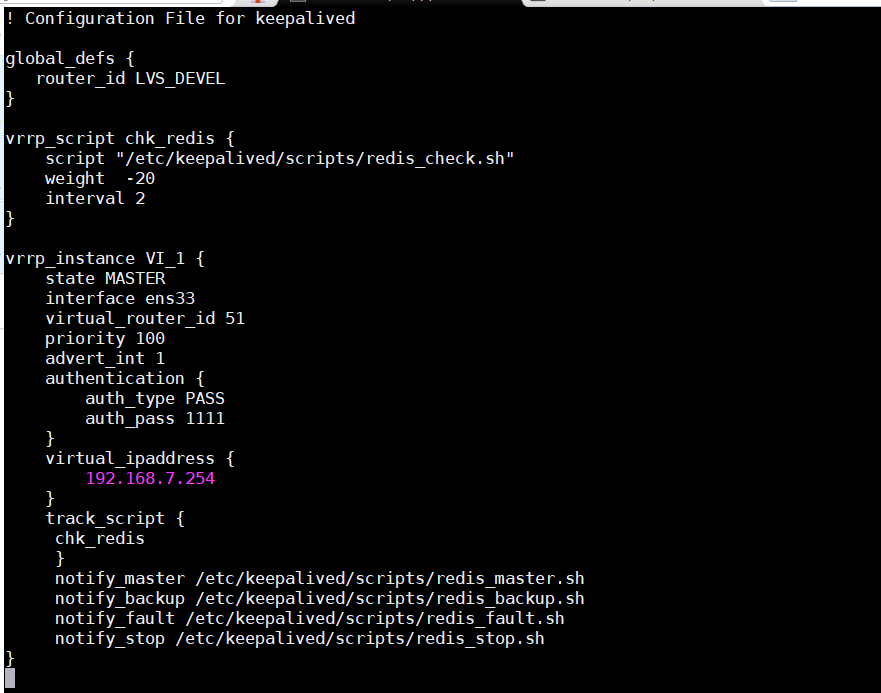 ! Configuration File for keepalived

global_defs {
   router_id LVS_DEVEL
}

vrrp_script chk_redis {
    script "/etc/keepalived/scripts/redis_check.sh"
    weight  -20
    interval 2
}

vrrp_instance VI_1 {
    state MASTER
    interface ens33
    virtual_router_id 51
    priority 100
    advert_int 1
    authentication {
        auth_type PASS
        auth_pass 1111
    }
    virtual_ipaddress {
        192.168.7.254
    }
    track_script {
     chk_redis
     }
     notify_master /etc/keepalived/scripts/redis_master.sh
     notify_backup /etc/keepalived/scripts/redis_backup.sh
     notify_fault /etc/keepalived/scripts/redis_fault.sh
     notify_stop /etc/keepalived/scripts/redis_stop.sh
}